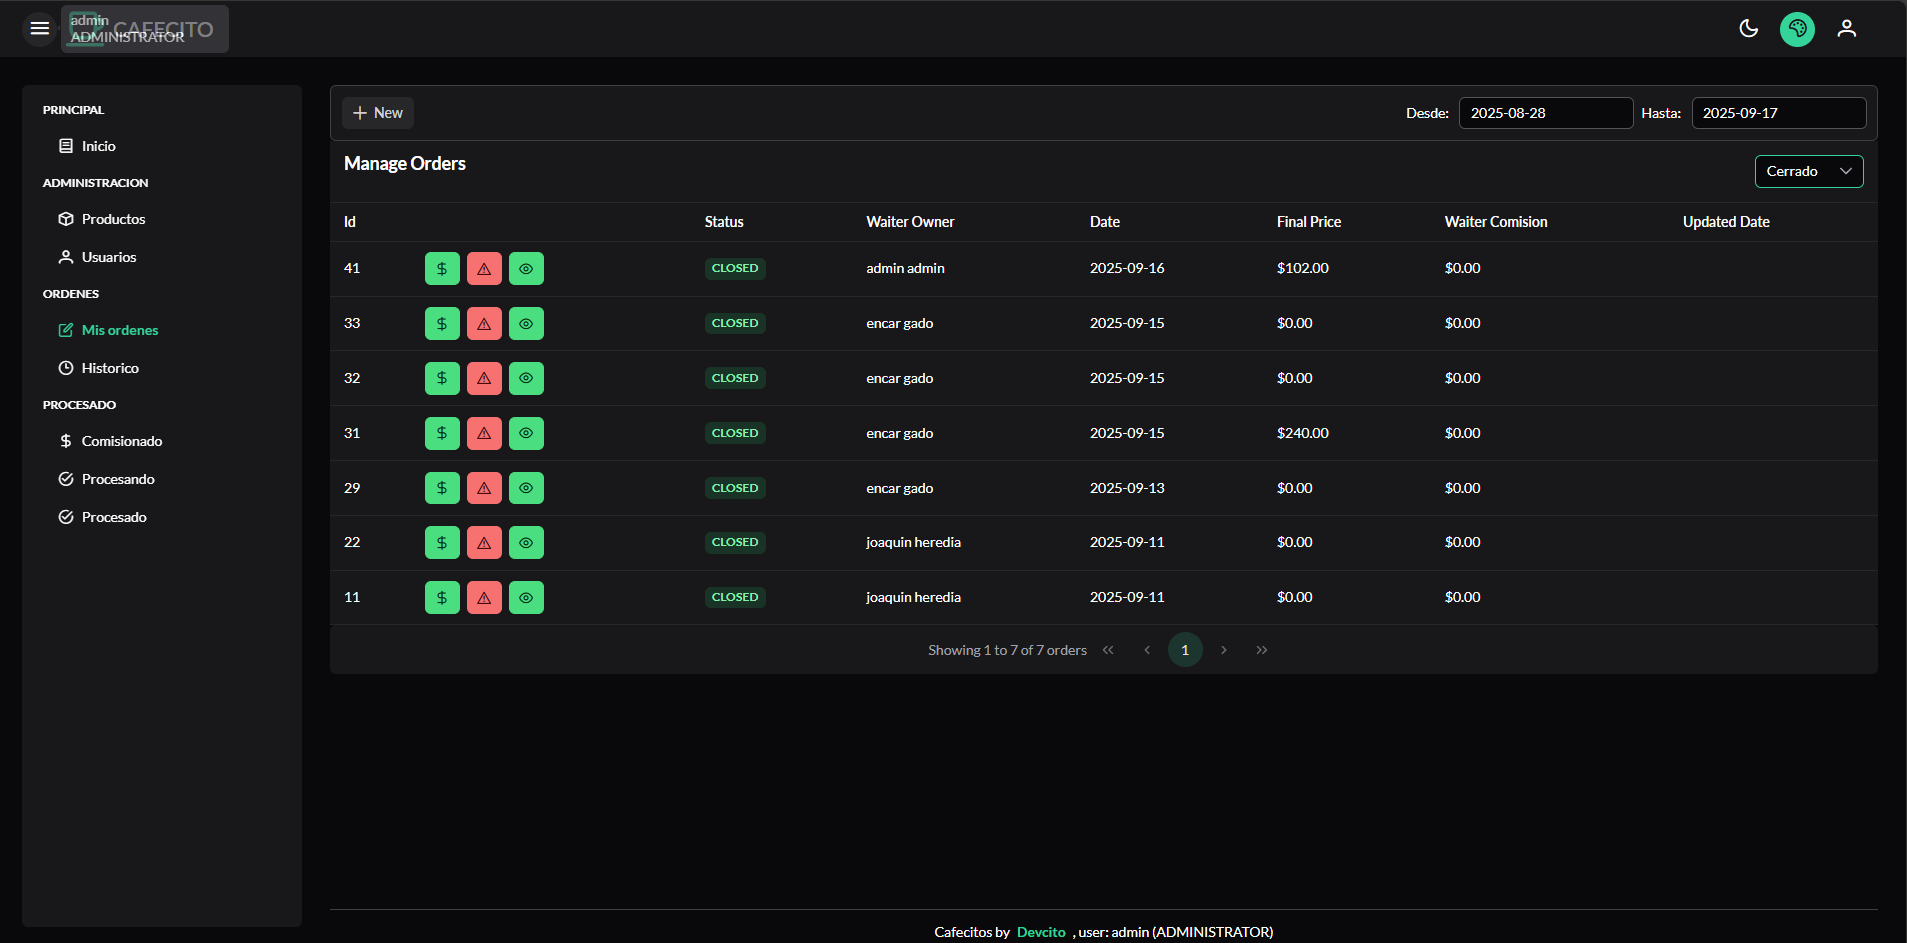 admin
ADMINISTRATOR
CAFECITO
PRINCIPAL
Inicio
ADMINISTRACION
Productos
Usuarios
ORDENES
Mis ordenes
Historico
PROCESADO
Comisionado
Procesando
Procesado
New
Desde: 2025-08-28 Hasta: 2025-09-17
Manage Orders
Cerrado
Id Status Waiter Owner Date Final Price Waiter Comision Updated Date
41 $ CLOSED admin admin 2025-09-16 $102.00 $0.00
33 $ CLOSED encar gado 2025-09-15 $0.00 $0.00
32 $ CLOSED encar gado 2025-09-15 $0.00 $0.00
31 $ CLOSED encar gado 2025-09-15 $240.00 $0.00
29 $ CLOSED encar gado 2025-09-13 $0.00 $0.00
22 $ CLOSED joaquin heredia 2025-09-11 $0.00 $0.00
11 $ CLOSED joaquin heredia 2025-09-11 $0.00 $0.00
Showing 1 to 7 of 7 orders « ‹ 1 › »
Cafecitos by Devcito , user: admin (ADMINISTRATOR)